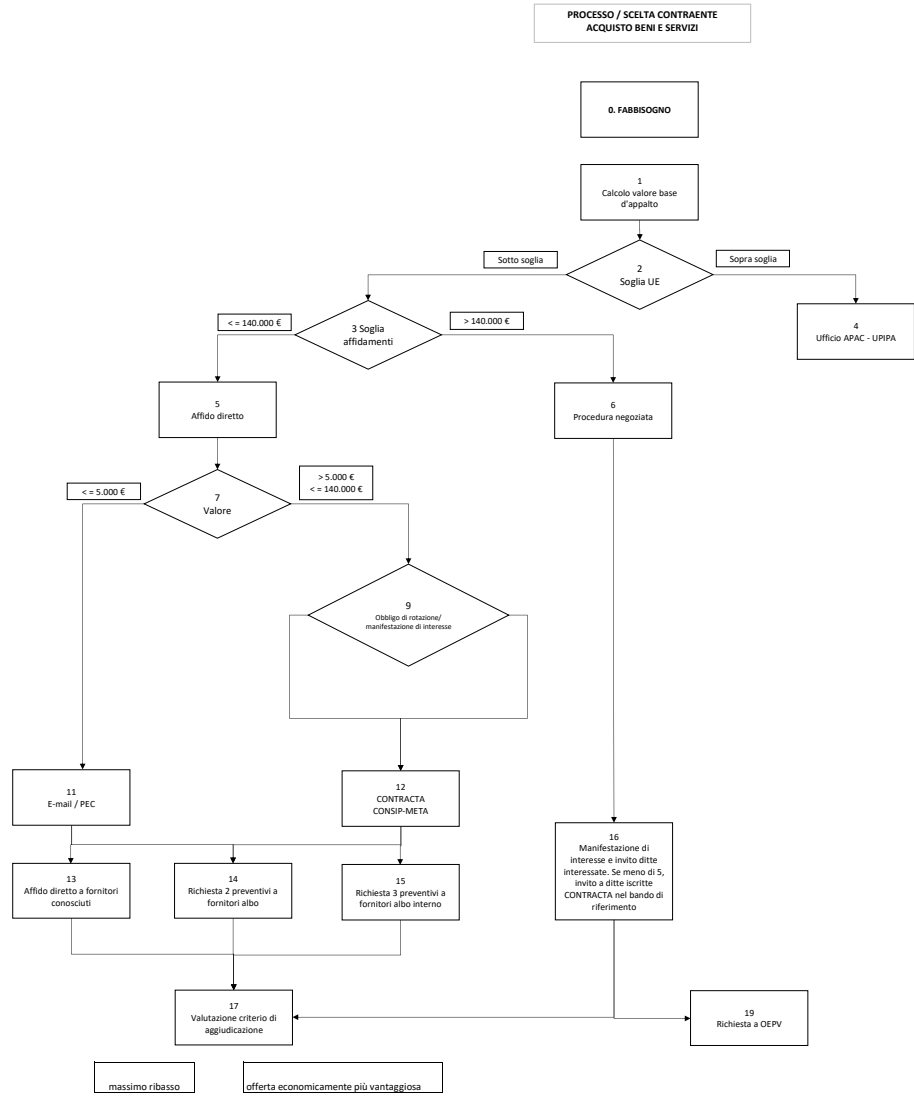 PROCESSO / SCELTA CONTRAENTE
ACQUISTO BENI E SERVIZI
0. FABBISOGNO
1
Calcolo valore base
d'appalto
Sotto soglia
2
Soglia UE
Sopra soglia
< = 140.000 €
3 Soglia
affidamenti
> 140.000 €
4
Ufficio APAC - UPIPA
5
Affido diretto
6
Procedura negoziata
< = 5.000 €
7
Valore
> 5.000 €
< = 140.000 €
9
Obbligo di rotazione/
manifestazione di interesse
11
E-mail / PEC
12
CONTRACTA
CONSIP-META
13
Affido diretto a fornitori
conosciuti
14
Richiesta 2 preventivi a
fornitori albo
15
Richiesta 3 preventivi a
fornitori albo interno
16
Manifestazione di
interesse e invito ditte
interessate. Se meno di 5,
invito a ditte iscritte
CONTRACTA nel bando di
riferimento
17
Valutazione criterio di
aggiudicazione
19
Richiesta a OEPV
massimo ribasso
offerta economicamente più vantaggiosa